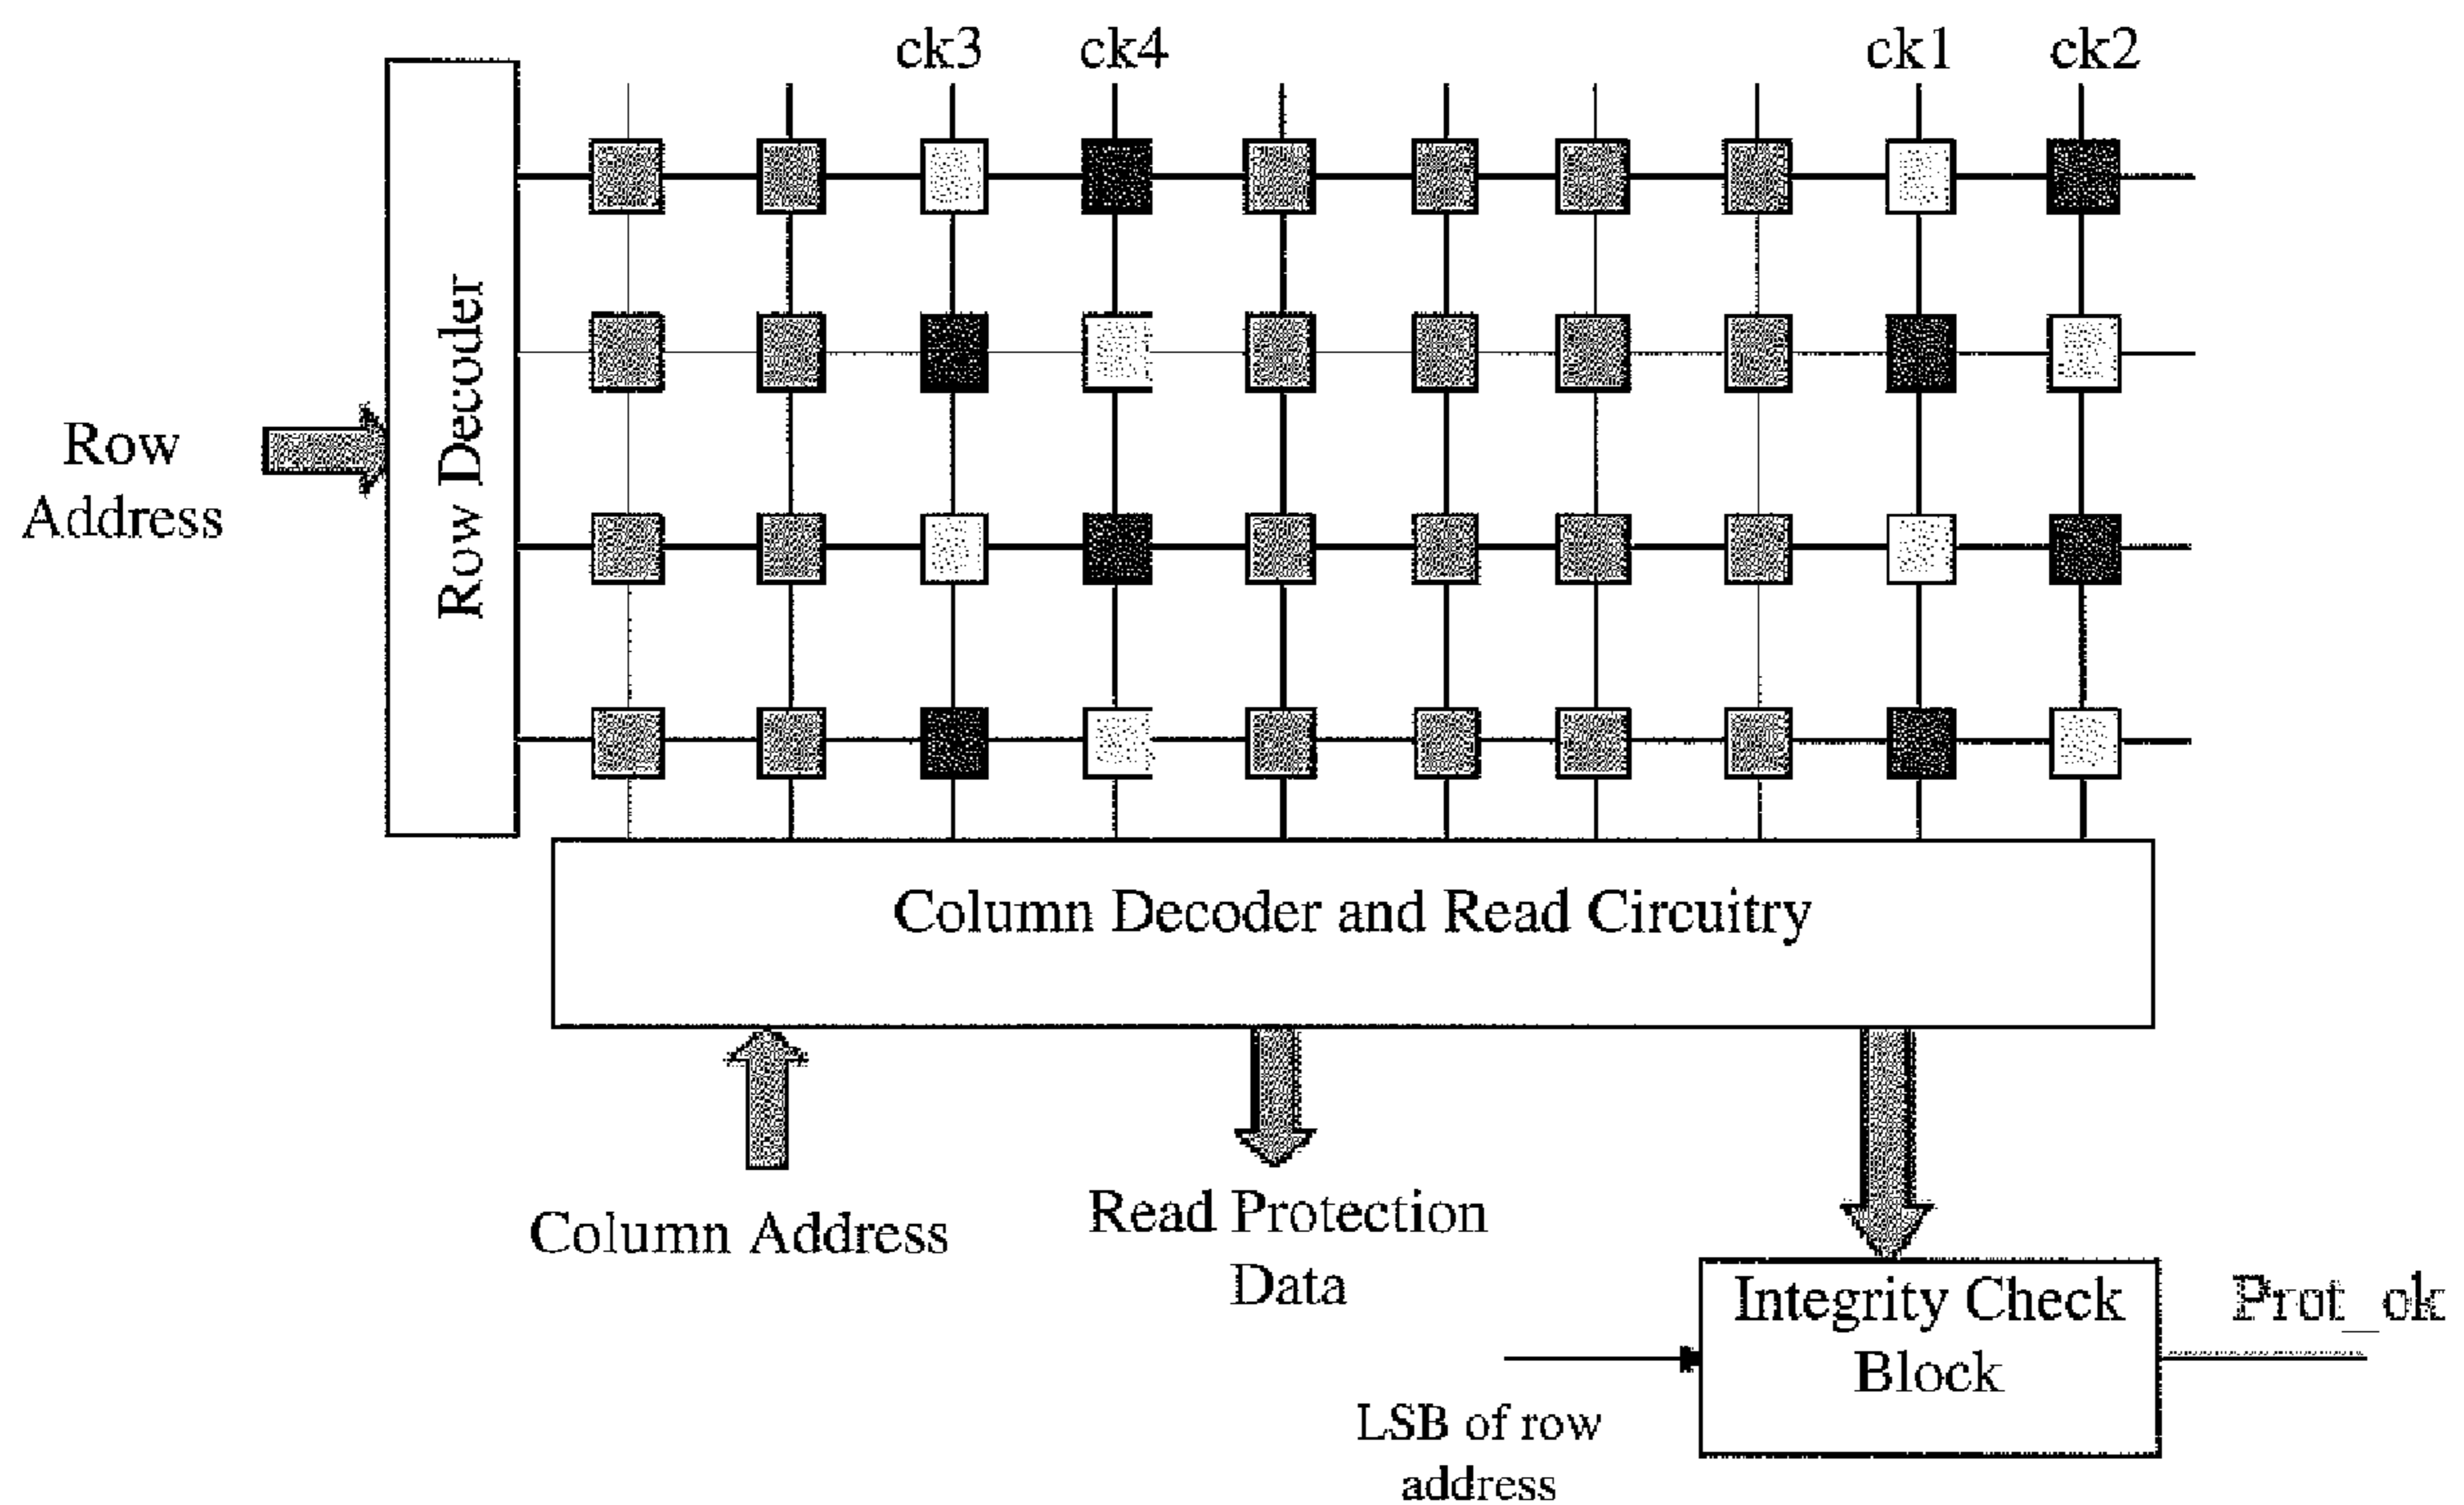 ck3
ck4
ck1
ck2
Row Decoder
Row
Address
Column Decoder and Read Circuitry
Column Address
Read Protection
Data
Integrity Check
Block
Prot_ok
LSB of row
address